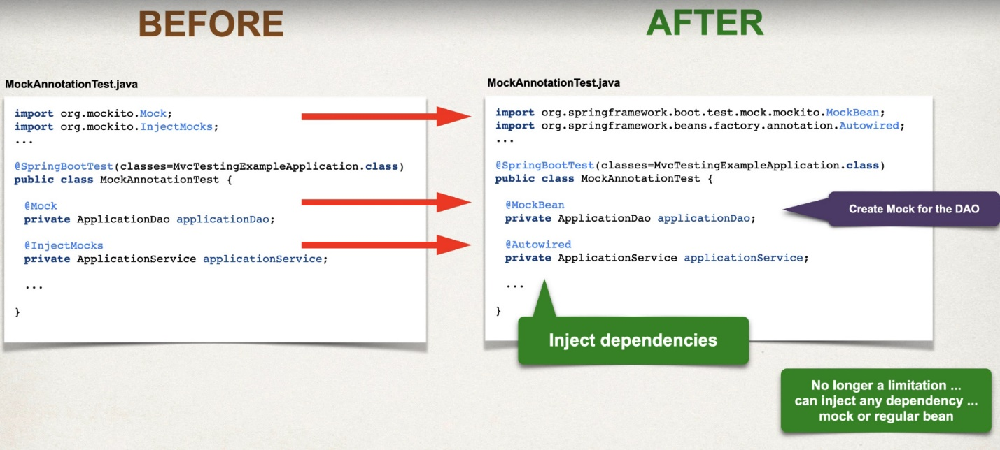 BEFORE
MockAnnotationTest.java
import org.mockito.Mock;
import org.mockito.InjectMocks;
...
@SpringBootTest(classes=MvcTestingExampleApplication.class)
public class MockAnnotationTest {
@Mock
private ApplicationDao applicationDao;
@InjectMocks
private ApplicationService applicationService;
...
}
AFTER
MockAnnotationTest.java
import org.springframework.boot.test.mock.mockito.MockBean;
import org.springframework.beans.factory.annotation.Autowired;
...
@SpringBootTest(classes=MvcTestingExampleApplication.class)
public class MockAnnotationTest {
@MockBean
private ApplicationDao applicationDao;
Create Mock for the DAO
@Autowired
private ApplicationService applicationService;
...
}
Inject dependencies
No longer a limitation ...
can inject any dependency ...
mock or regular bean